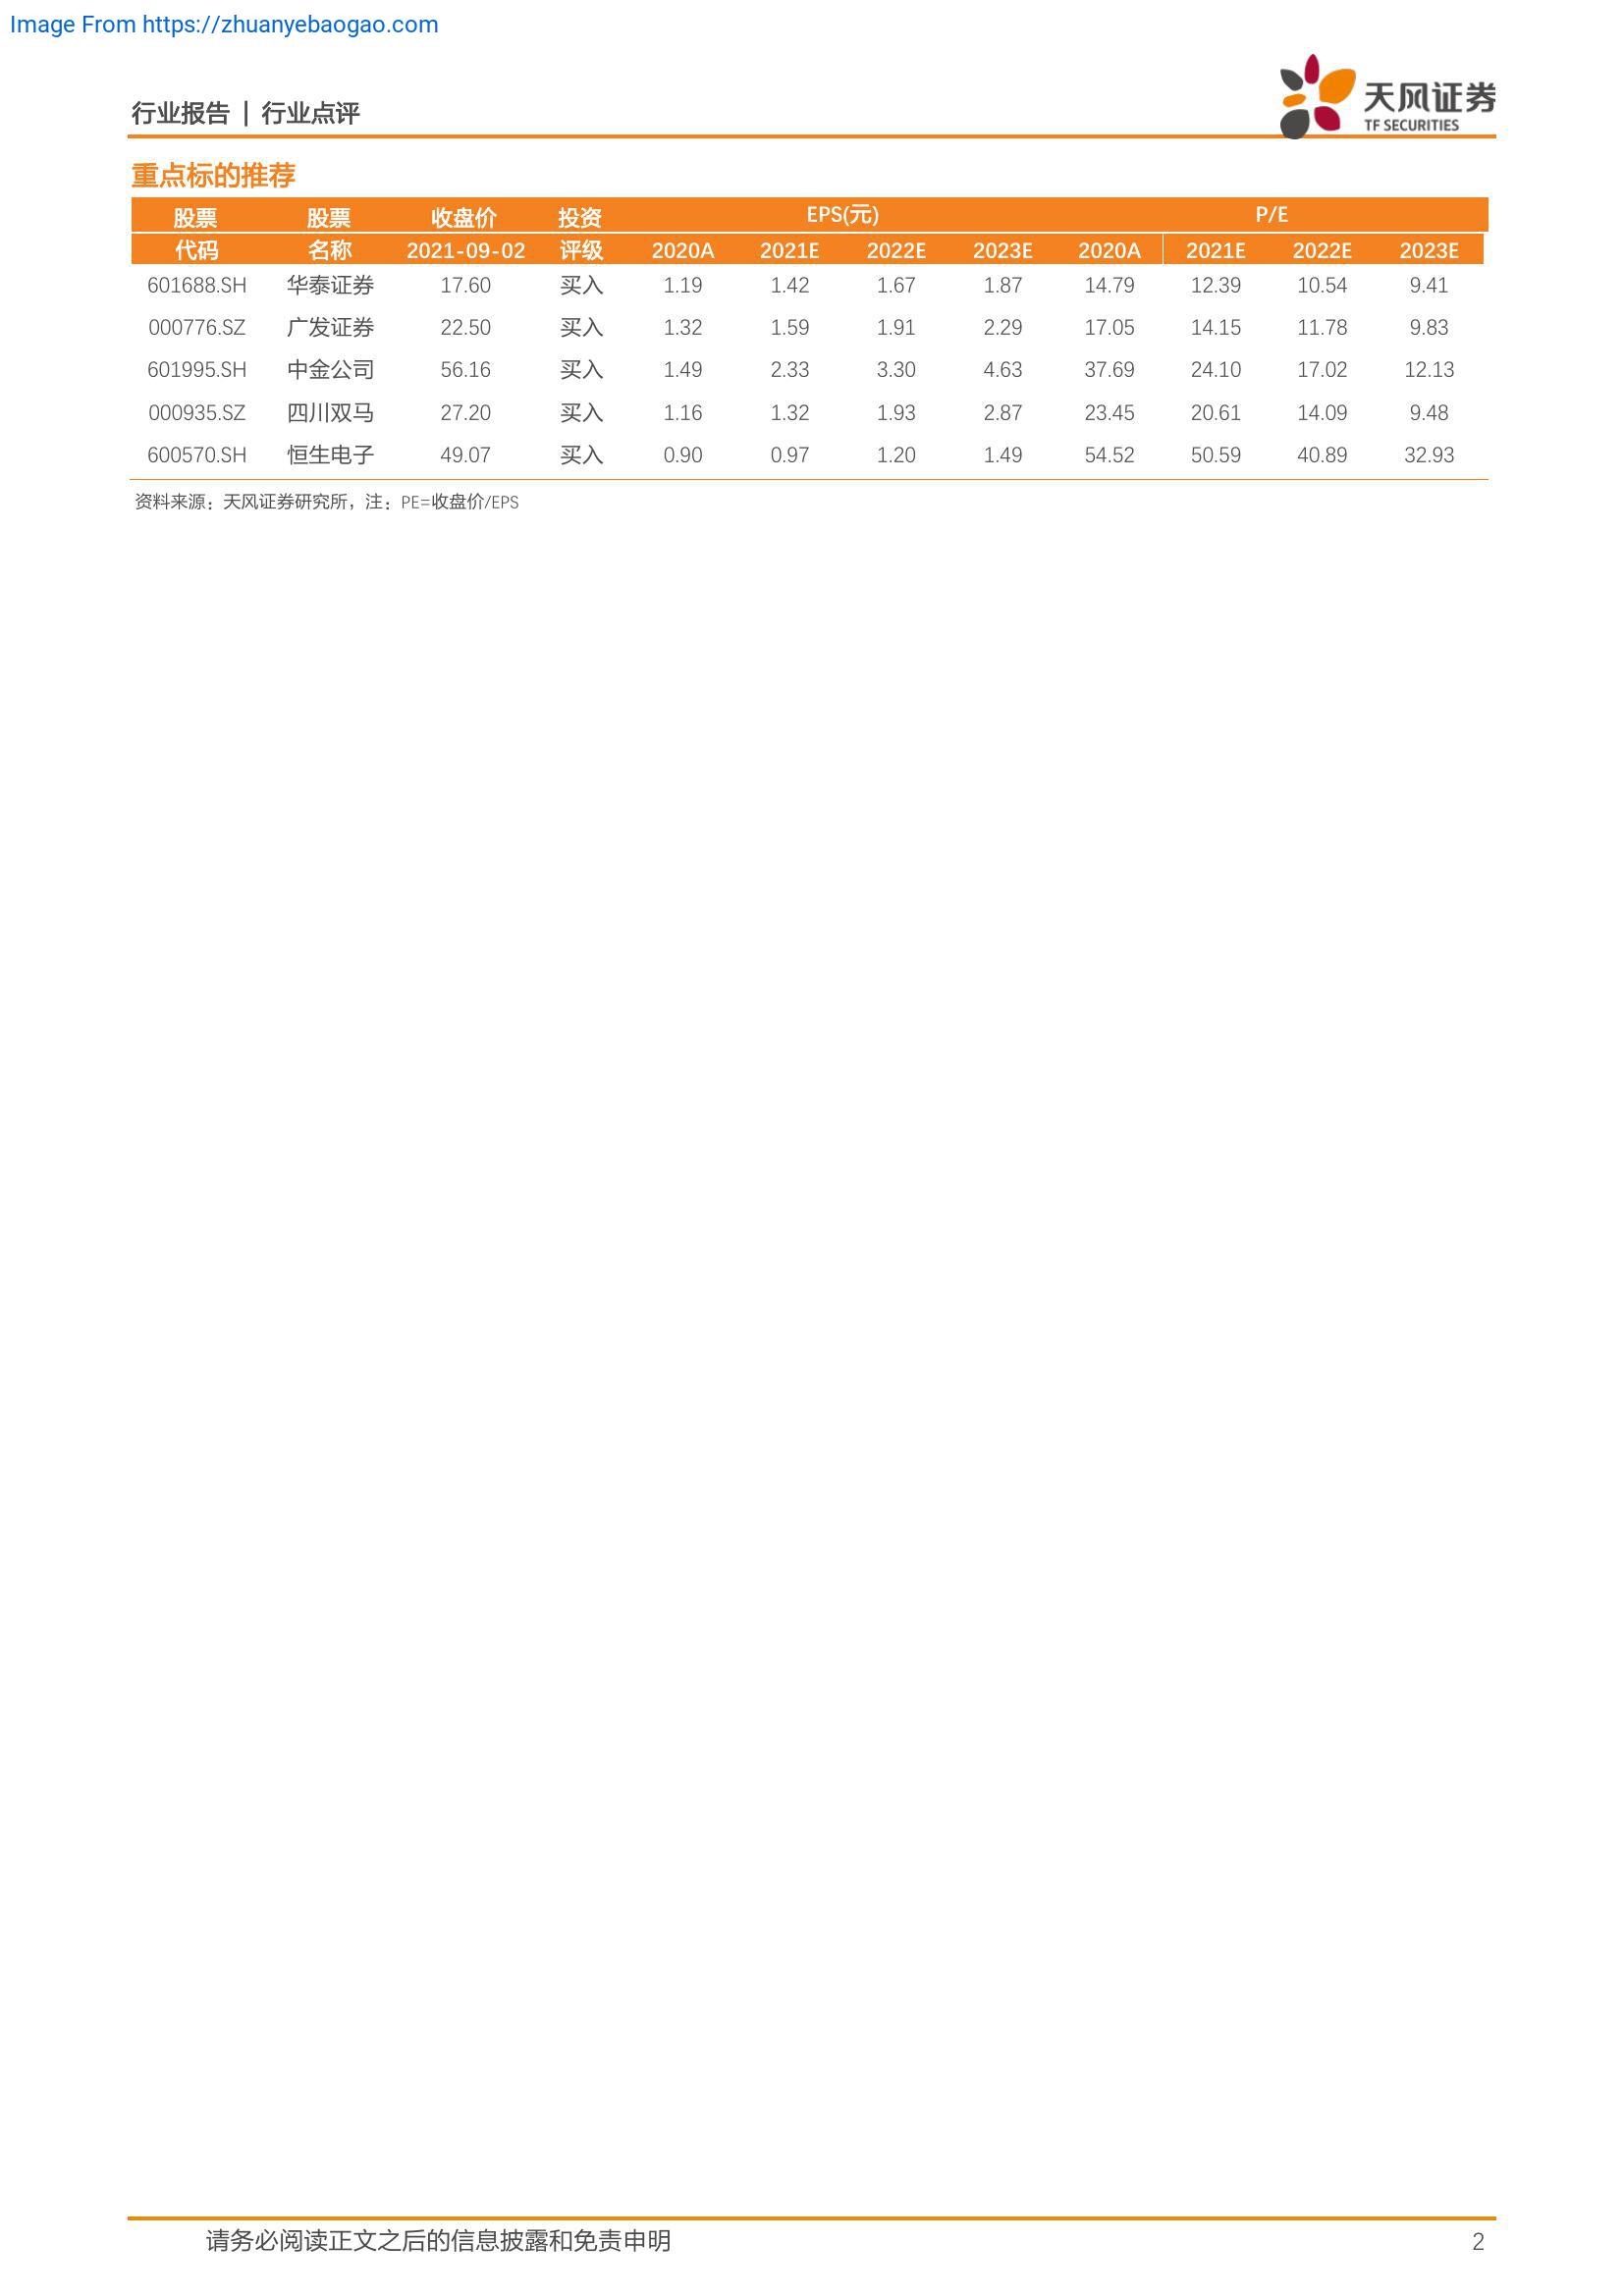 Image From https://zhuanyebaogao.com
行业报告 | 行业点评
天风证券
TF SECURITIES
重点标的推荐
股票 股票 收盘价 投资 EPS(元) P/E
代码 名称 2021-09-02 评级 2020A 2021E 2022E 2023E 2020A 2021E 2022E 2023E
601688.SH 华泰证券 17.60 买入 1.19 1.42 1.67 1.87 14.79 12.39 10.54 9.41
000776.SZ 广发证券 22.50 买入 1.32 1.59 1.91 2.29 17.05 14.15 11.78 9.83
601995.SH 中金公司 56.16 买入 1.49 2.33 3.30 4.63 37.69 24.10 17.02 12.13
000935.SZ 四川双马 27.20 买入 1.16 1.32 1.93 2.87 23.45 20.61 14.09 9.48
600570.SH 恒生电子 49.07 买入 0.90 0.97 1.20 1.49 54.52 50.59 40.89 32.93
资料来源：天风证券研究所，注：PE=收盘价/EPS
请务必阅读正文之后的信息披露和免责申明 2